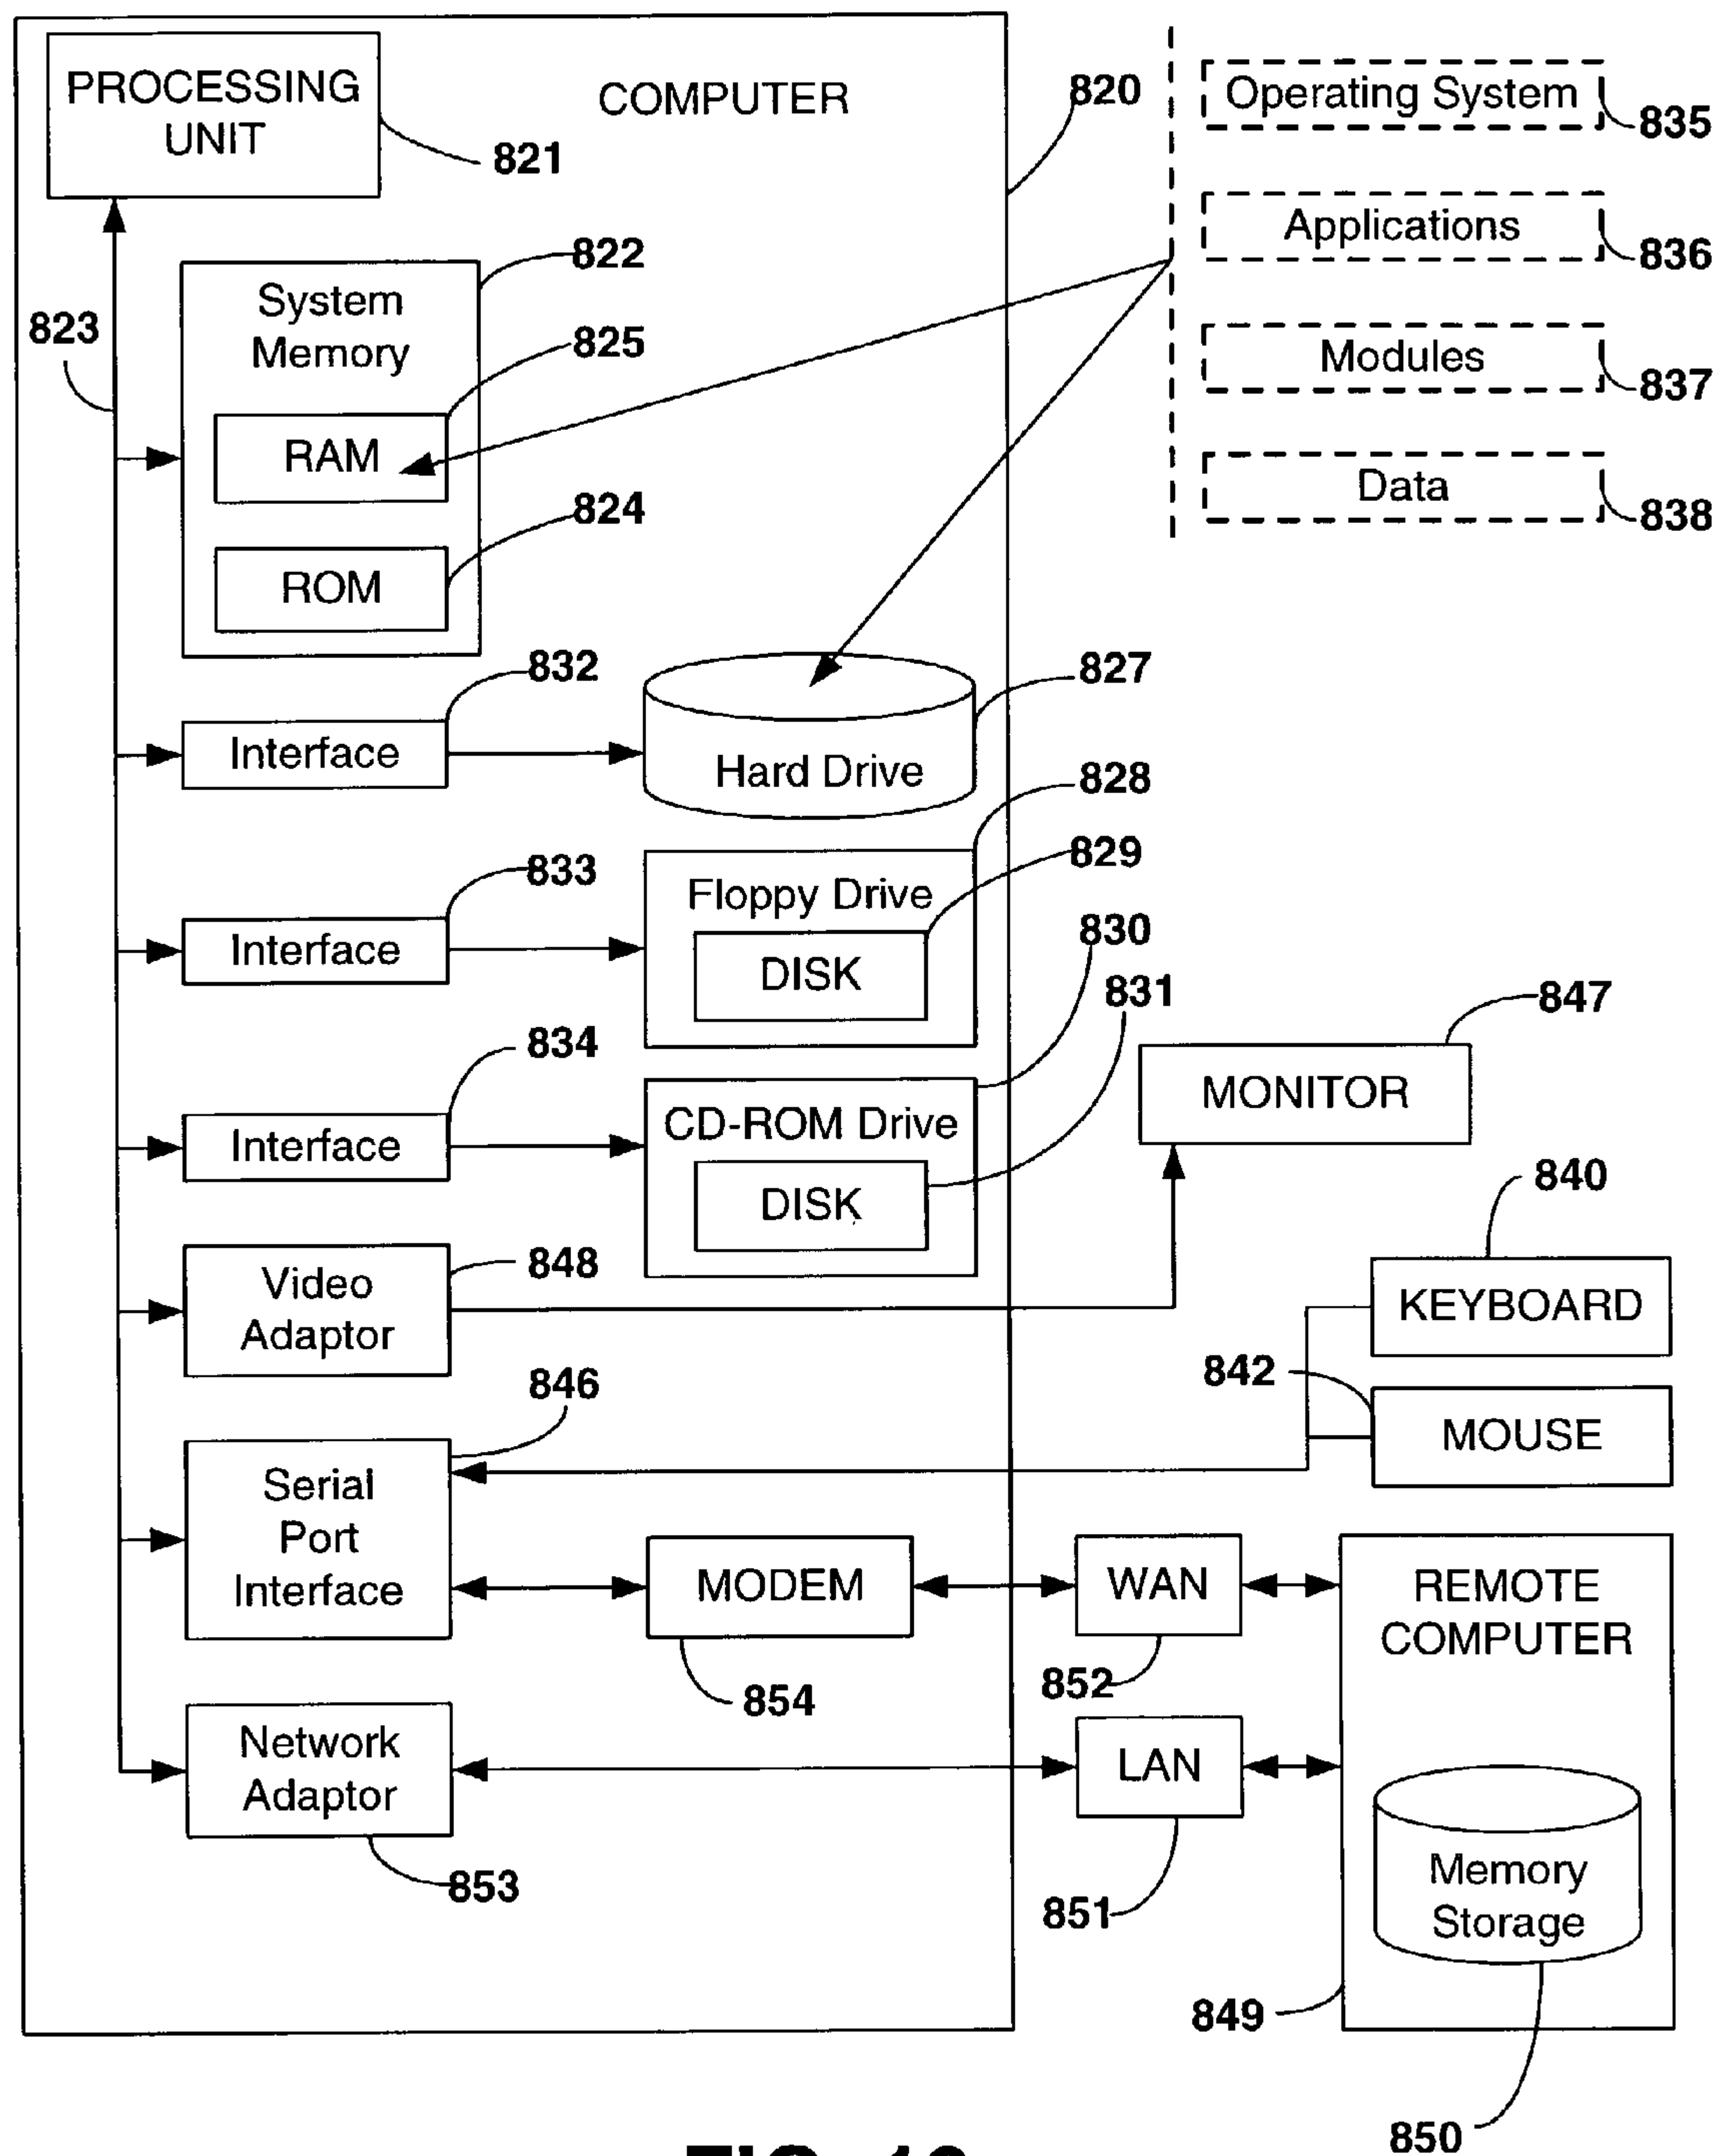 PROCESSING
UNIT
821
COMPUTER
820
Operating System
835
Applications
836
Modules
837
Data
838
822
System
Memory
823
825
RAM
824
ROM
832
Interface
827
Hard Drive
828
833
Interface
829
Floppy Drive
DISK
830
831
834
Interface
CD-ROM Drive
DISK
847
MONITOR
848
Video
Adaptor
840
KEYBOARD
842
MOUSE
846
Serial
Port
Interface
MODEM
854
WAN
852
REMOTE
COMPUTER
Network
Adaptor
853
LAN
851
Memory
Storage
849
850